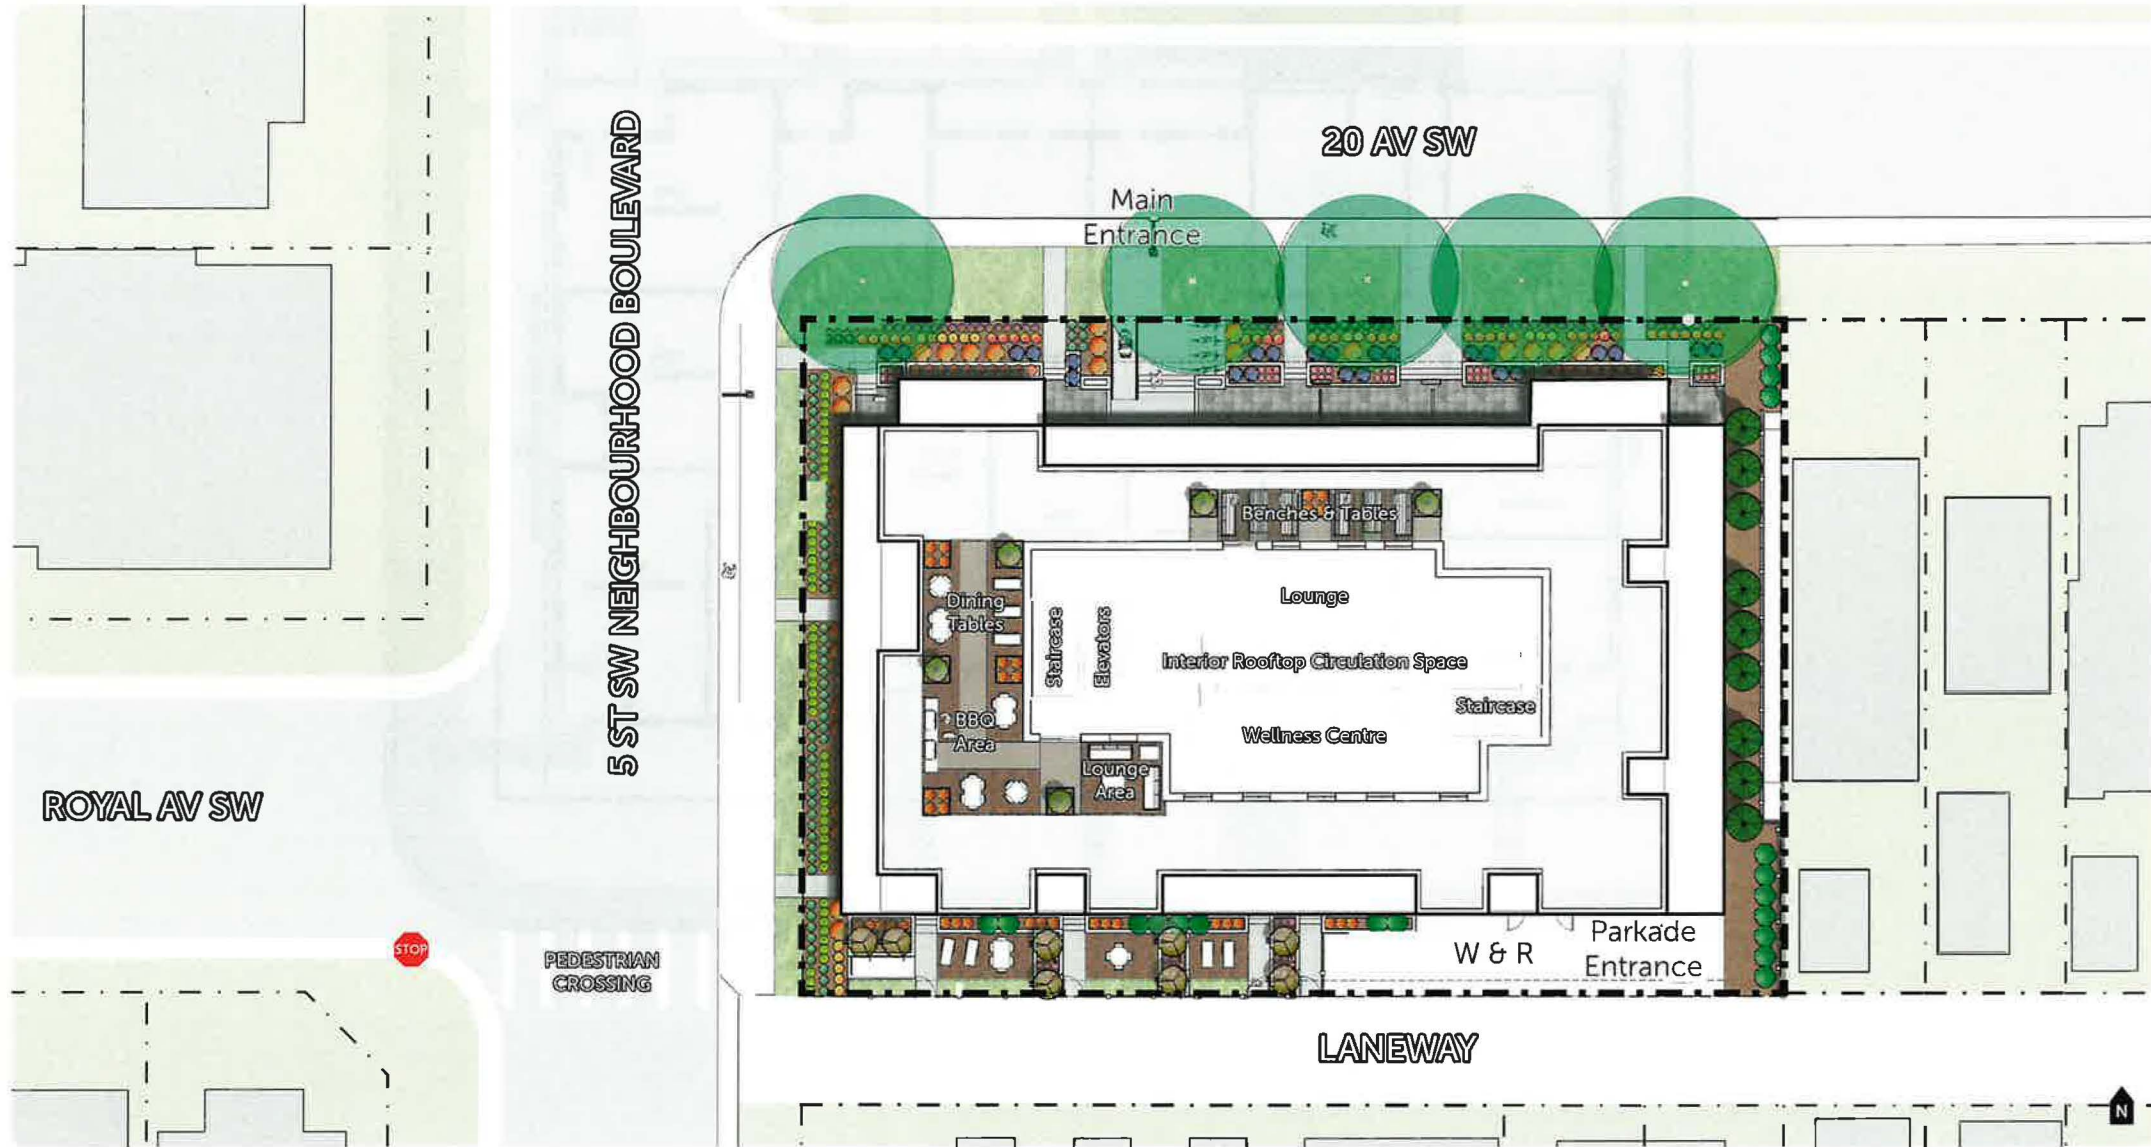 20 AV SW
Main
Entrance
5 ST SW NEIGHBOURHOOD BOULEVARD
Benches & Tables
Dining
Tables
Staircase
Elevators
Lounge
Interior Rooftop Circulation Space
Staircase
Wellness Centre
BBQ
Area
Lounge
Area
ROYAL AV SW
STOP
PEDESTRIAN
CROSSING
W & R
Parkade
Entrance
LANEWAY
N